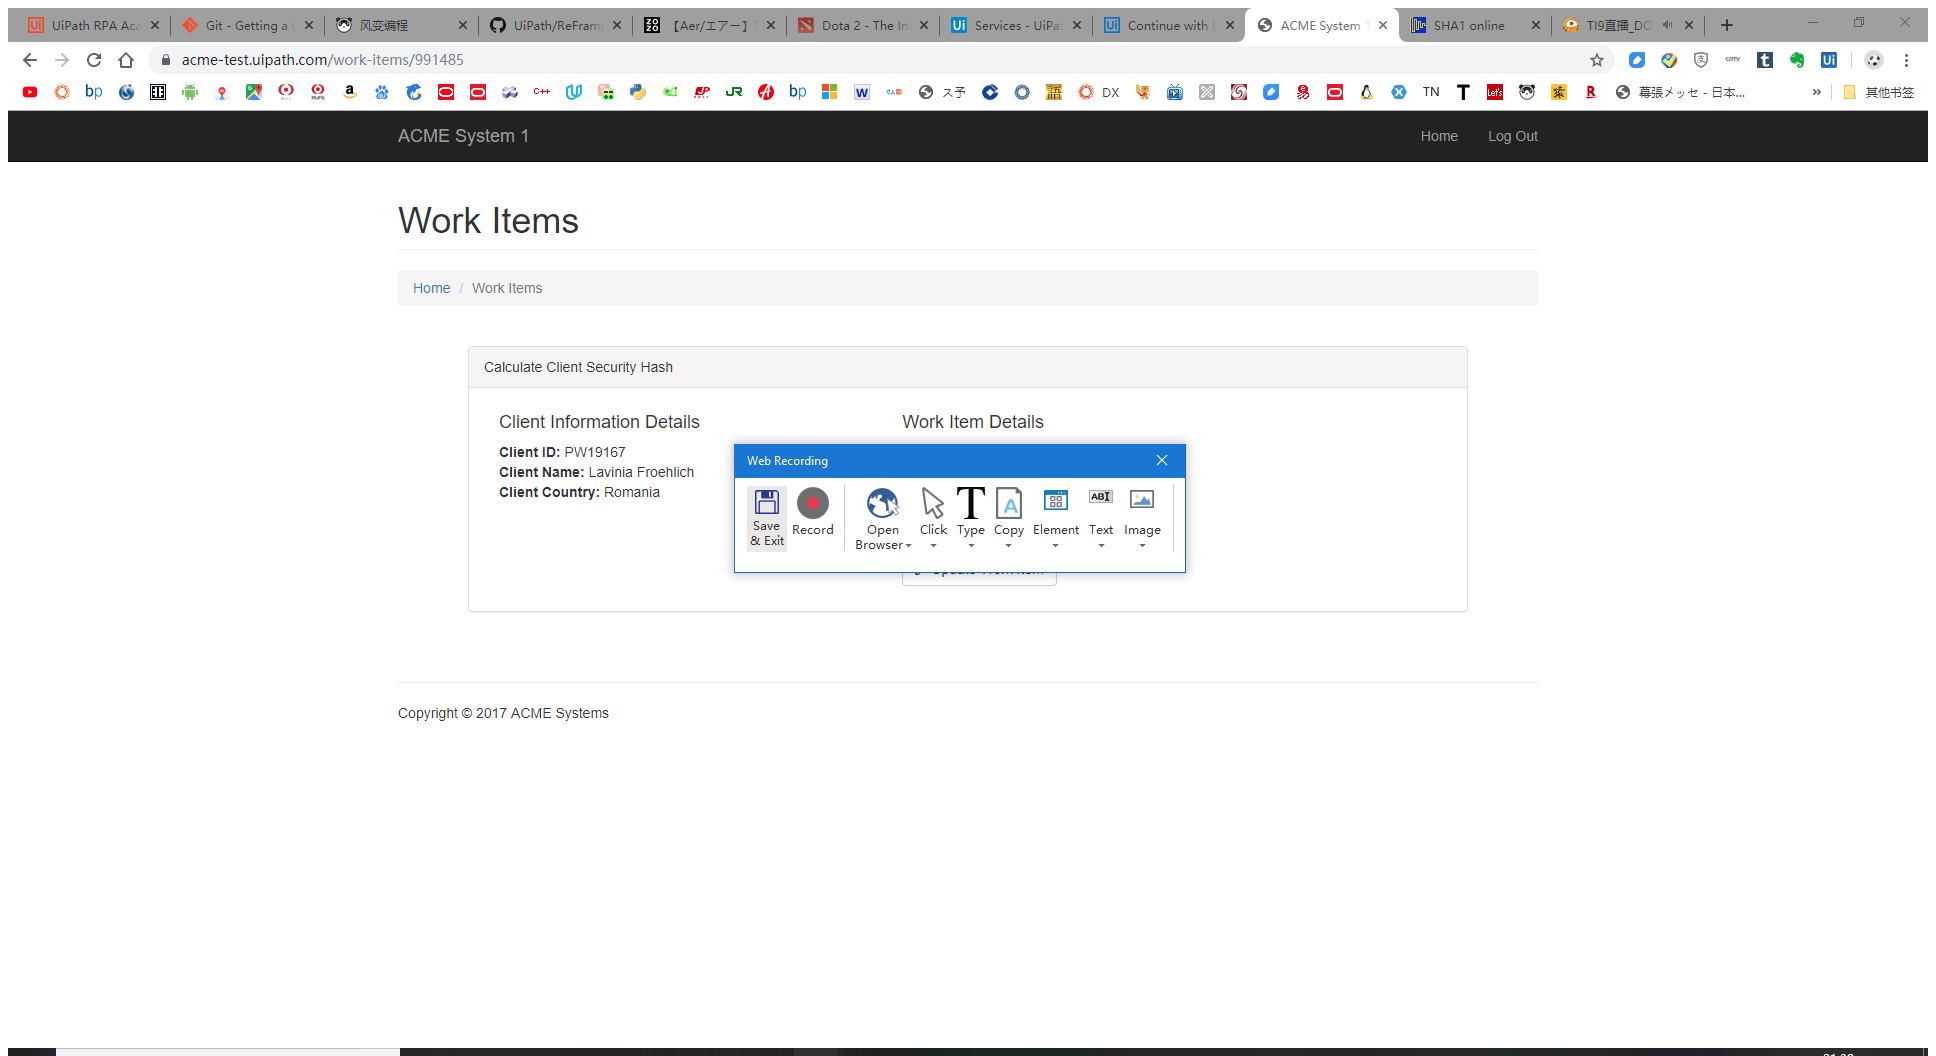 UiPath RPA Aca
Git - Getting a
风变编程
UiPath/ReFram
【Aer/エアー】
Dota 2 - The In
Services - UiPat
Continue with
ACME System
SHA1 online
TI9直播_DO
acme-test.uipath.com/work-items/991485
bp
C++
JR
bp
W
ス予
DX
TN
幕張メッセ - 日本...
»
其他书签
ACME System 1
Home
Log Out
Work Items
Home / Work Items
Calculate Client Security Hash
Client Information Details
Work Item Details
Client ID: PW19167
Client Name: Lavinia Froehlich
Client Country: Romania
Web Recording
Save
& Exit
Record
Open
Browser
Click
Type
Copy
Element
Text
Image
Copyright © 2017 ACME Systems